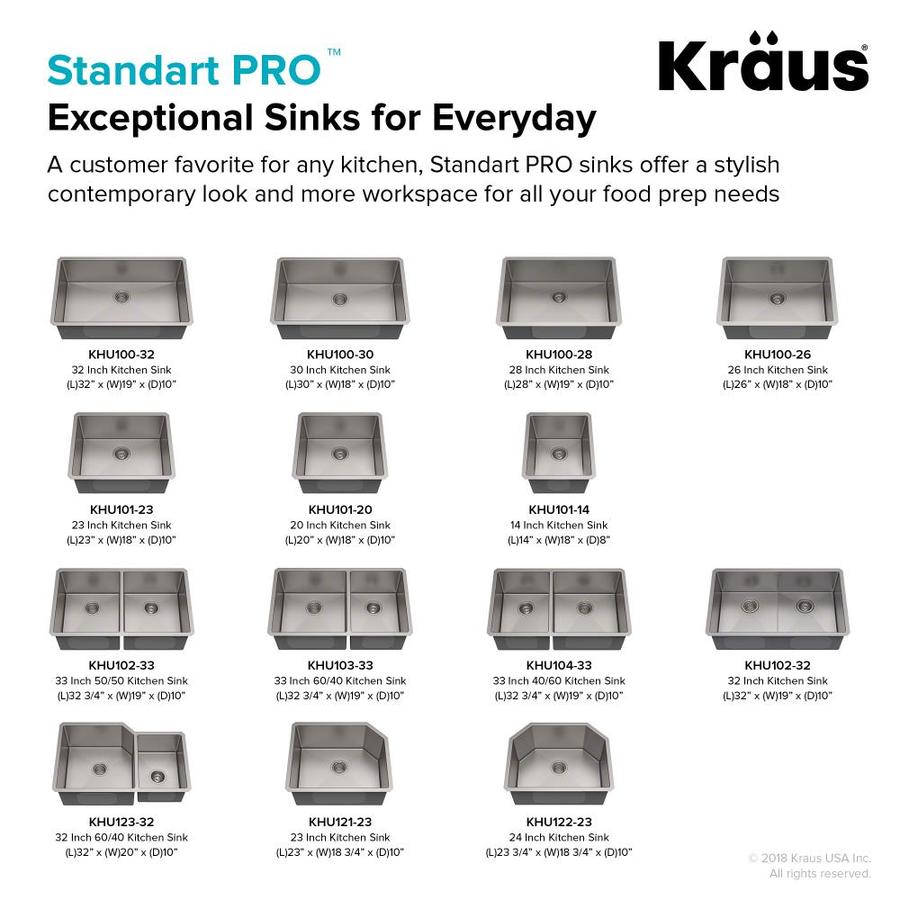 Standart PRO™
Kräus®
Exceptional Sinks for Everyday
A customer favorite for any kitchen, Standart PRO sinks offer a stylish
contemporary look and more workspace for all your food prep needs
KHU100-32
32 Inch Kitchen Sink
(L)32” x (W)19” x (D)10”
KHU100-30
30 Inch Kitchen Sink
(L)30” x (W)18” x (D)10”
KHU100-28
28 Inch Kitchen Sink
(L)28” x (W)19” x (D)10”
KHU100-26
26 Inch Kitchen Sink
(L)26” x (W)18” x (D)10”
KHU101-23
23 Inch Kitchen Sink
(L)23” x (W)18” x (D)10”
KHU101-20
20 Inch Kitchen Sink
(L)20” x (W)18” x (D)10”
KHU101-14
14 Inch Kitchen Sink
(L)14” x (W)18” x (D)8”
KHU102-33
33 Inch 50/50 Kitchen Sink
(L)32 3/4” x (W)19” x (D)10”
KHU103-33
33 Inch 60/40 Kitchen Sink
(L)32 3/4” x (W)19” x (D)10”
KHU104-33
33 Inch 40/60 Kitchen Sink
(L)32 3/4” x (W)19” x (D)10”
KHU102-32
32 Inch Kitchen Sink
(L)32” x (W)19” x (D)10”
KHU123-32
32 Inch 60/40 Kitchen Sink
(L)32” x (W)20” x (D)10”
KHU121-23
23 Inch Kitchen Sink
(L)23” x (W)18 3/4” x (D)10”
KHU122-23
24 Inch Kitchen Sink
(L)23 3/4” x (W)18 3/4” x (D)10”
© 2018 Kraus USA Inc.
All rights reserved.